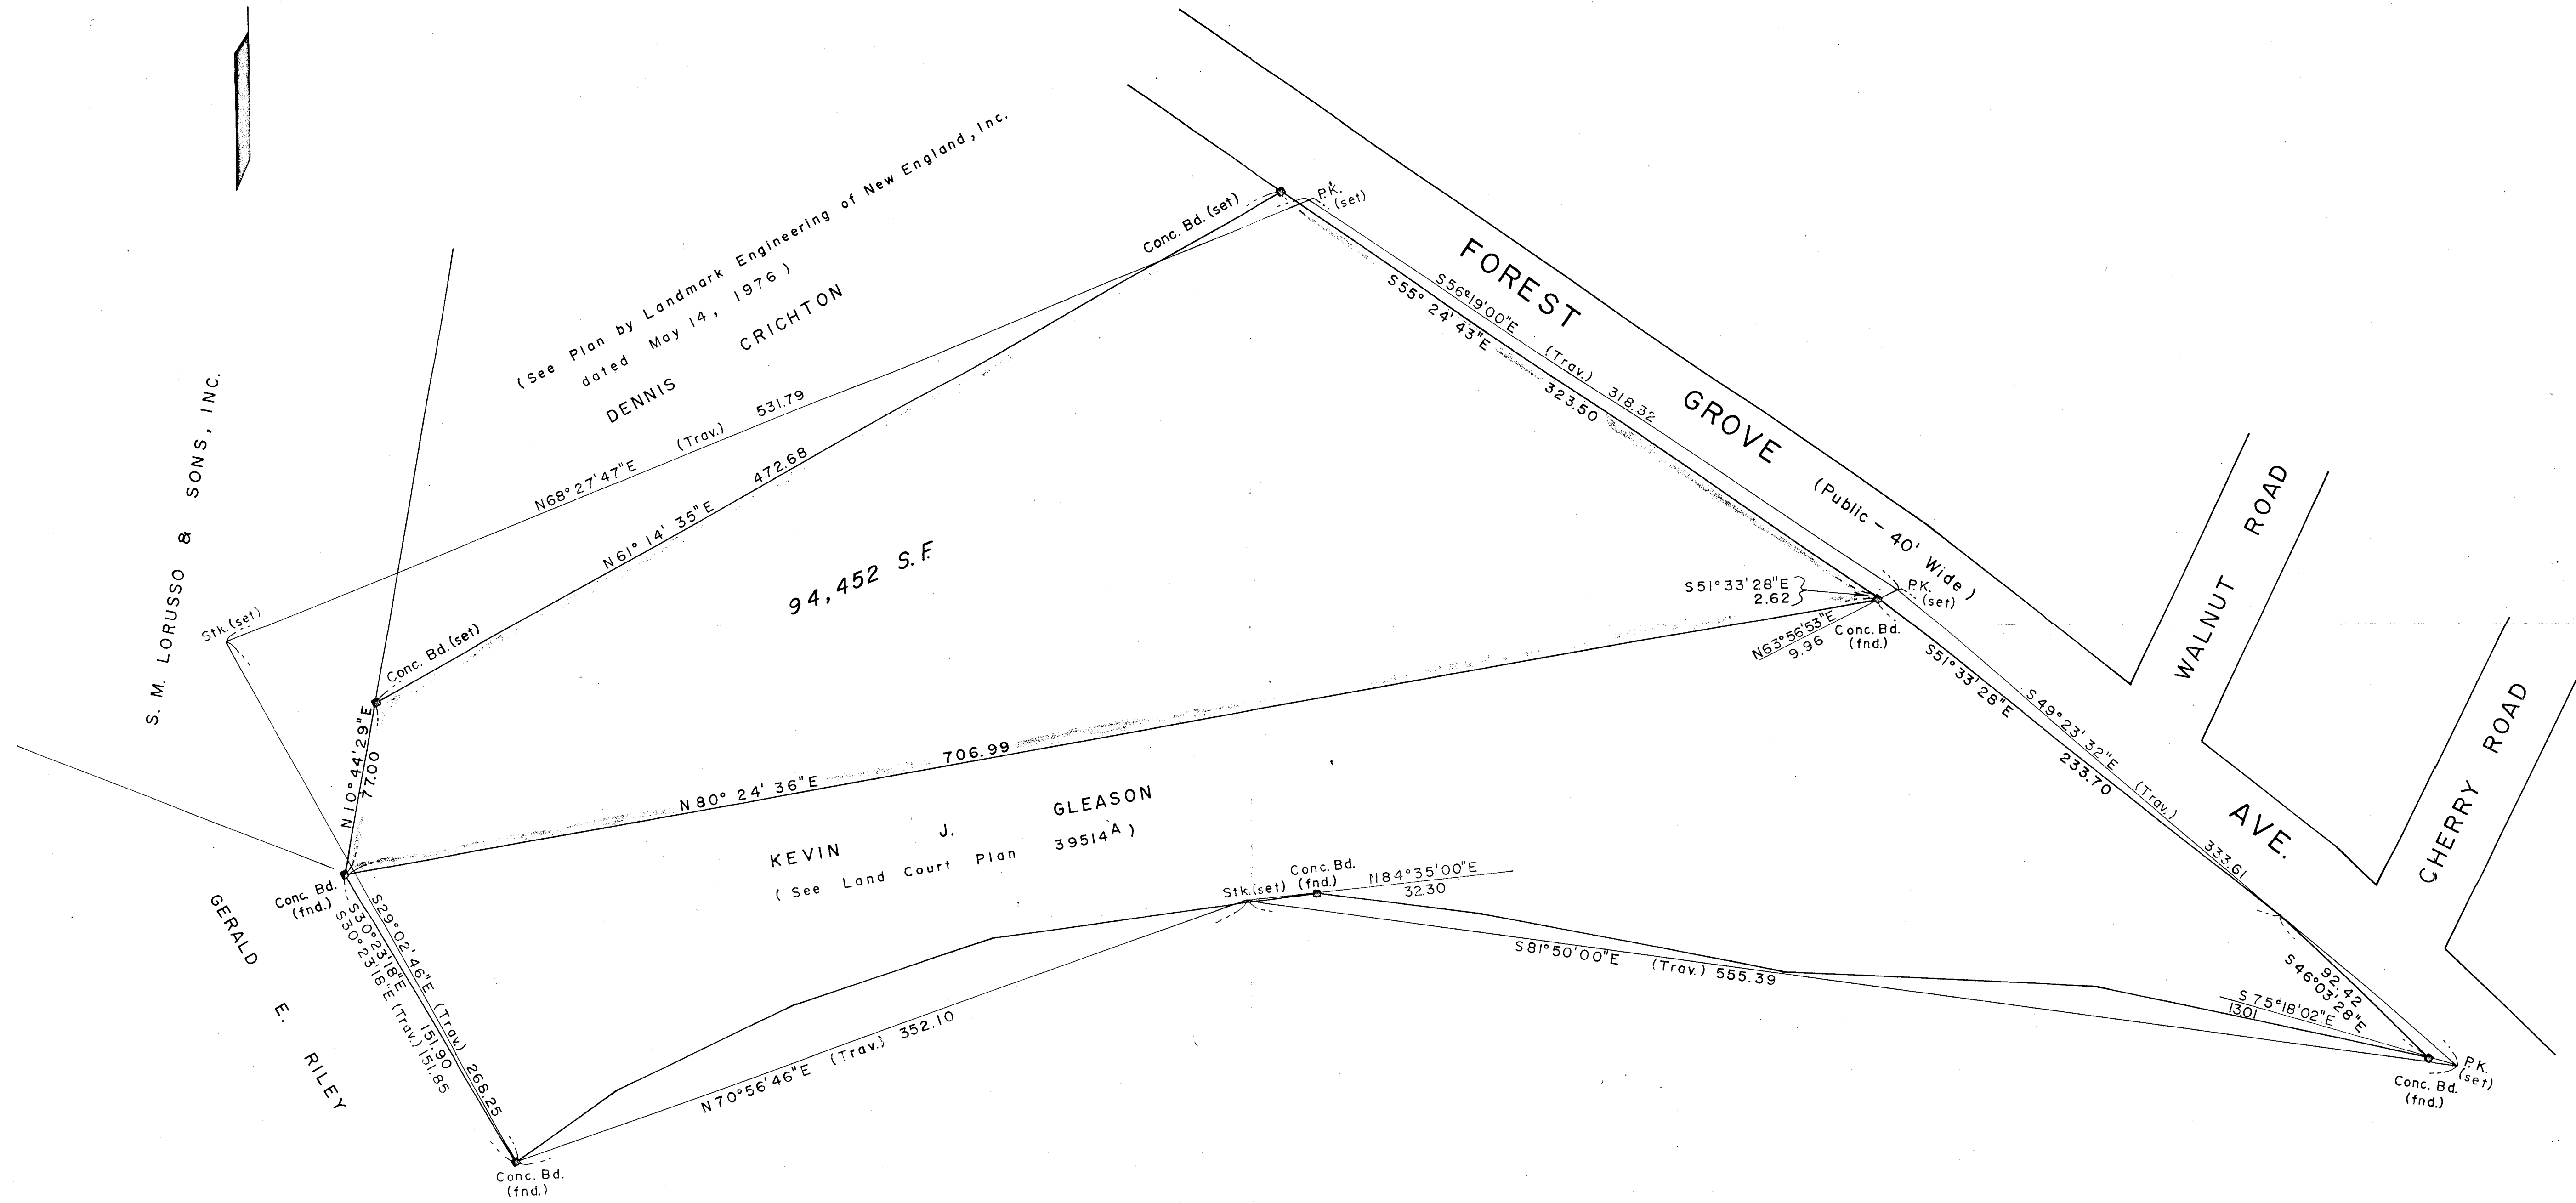 (See Plan by Landmark Engineering of New England, Inc.
dated May 14, 1976)
DENNIS CRICHTON
Conc. Bd. (set)
P.K.
(set)
FOREST GROVE AVE.
(Public - 40' Wide)
S56°19'00"E (Trav.) 318.32
S55° 24' 43"E 323.50
N68°27'47"E (Trav.) 531.79
N61° 14' 35"E 472.68
94,452 S.F.
S. M. LORUSSO & SONS, INC.
Stk.(set)
Conc. Bd.(set)
N10°44'29"E
77.00
S51°33'28"E
2.62
P.K.
(set)
N63°56'53"E
9.96
Conc. Bd.
(fnd.)
WALNUT ROAD
CHERRY ROAD
S51°33'28"E 233.70
S49°23'32"E (Trav.) 333.61
N80° 24' 36"E 706.99
KEVIN J. GLEASON
(See Land Court Plan 39514A)
Conc. Bd.
(fnd.)
GERALD E. RILEY
S29°02'46"E (Trav.) 268.25
S30°23'18"E 151.90
S30°23'18"E (Trav.) 151.85
Stk.(set)
Conc. Bd.
(fnd.)
N84°35'00"E
32.30
S81°50'00"E (Trav.) 555.39
N70°56'46"E (Trav.) 352.10
92.42
S46°03'28"E
S75°18'02"E
13.01
P.K.
(set)
Conc. Bd.
(fnd.)
Conc. Bd.
(fnd.)